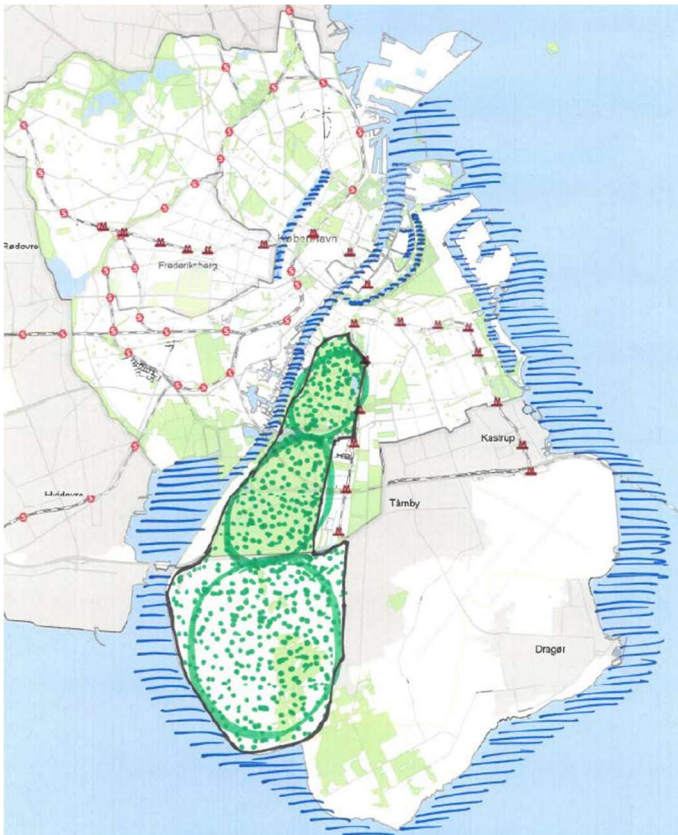 København
Rødovre
Frederiksberg
Kastrup
Hvidovre
Tårnby
Dragør